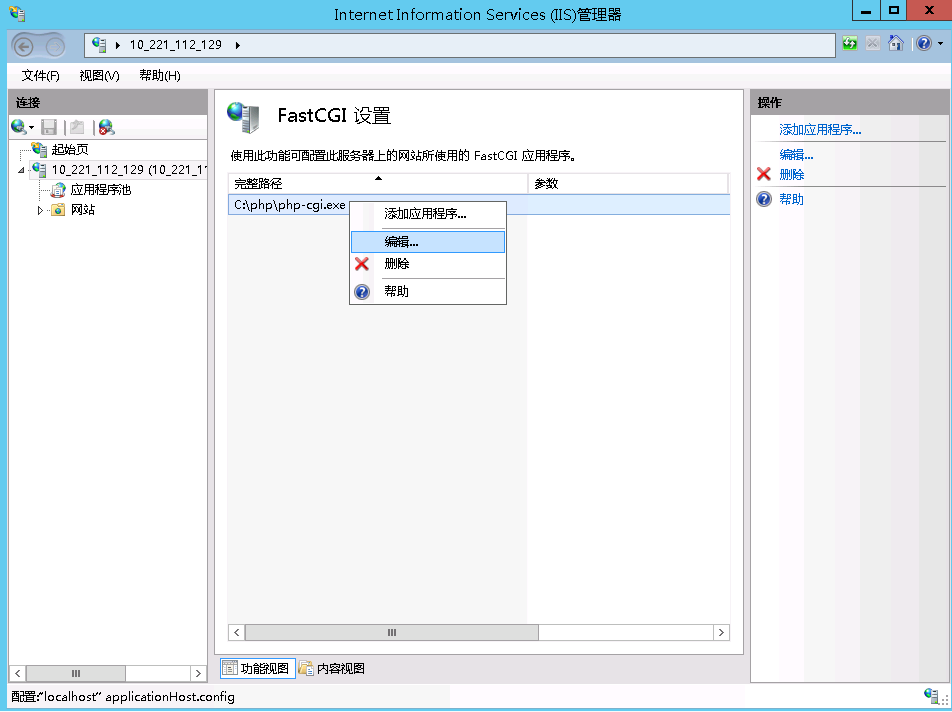 Internet Information Services (IIS)管理器
10_221_112_129
文件(F) 视图(V) 帮助(H)
连接
起始页
10_221_112_129 (10_221_11
应用程序池
网站
FastCGI 设置
使用此功能可配置此服务器上的网站所使用的 FastCGI 应用程序。
完整路径 参数
C:\php\php-cgi.exe
添加应用程序...
编辑...
删除
帮助
功能视图 内容视图
操作
添加应用程序...
编辑...
删除
帮助
配置:"localhost" applicationHost.config